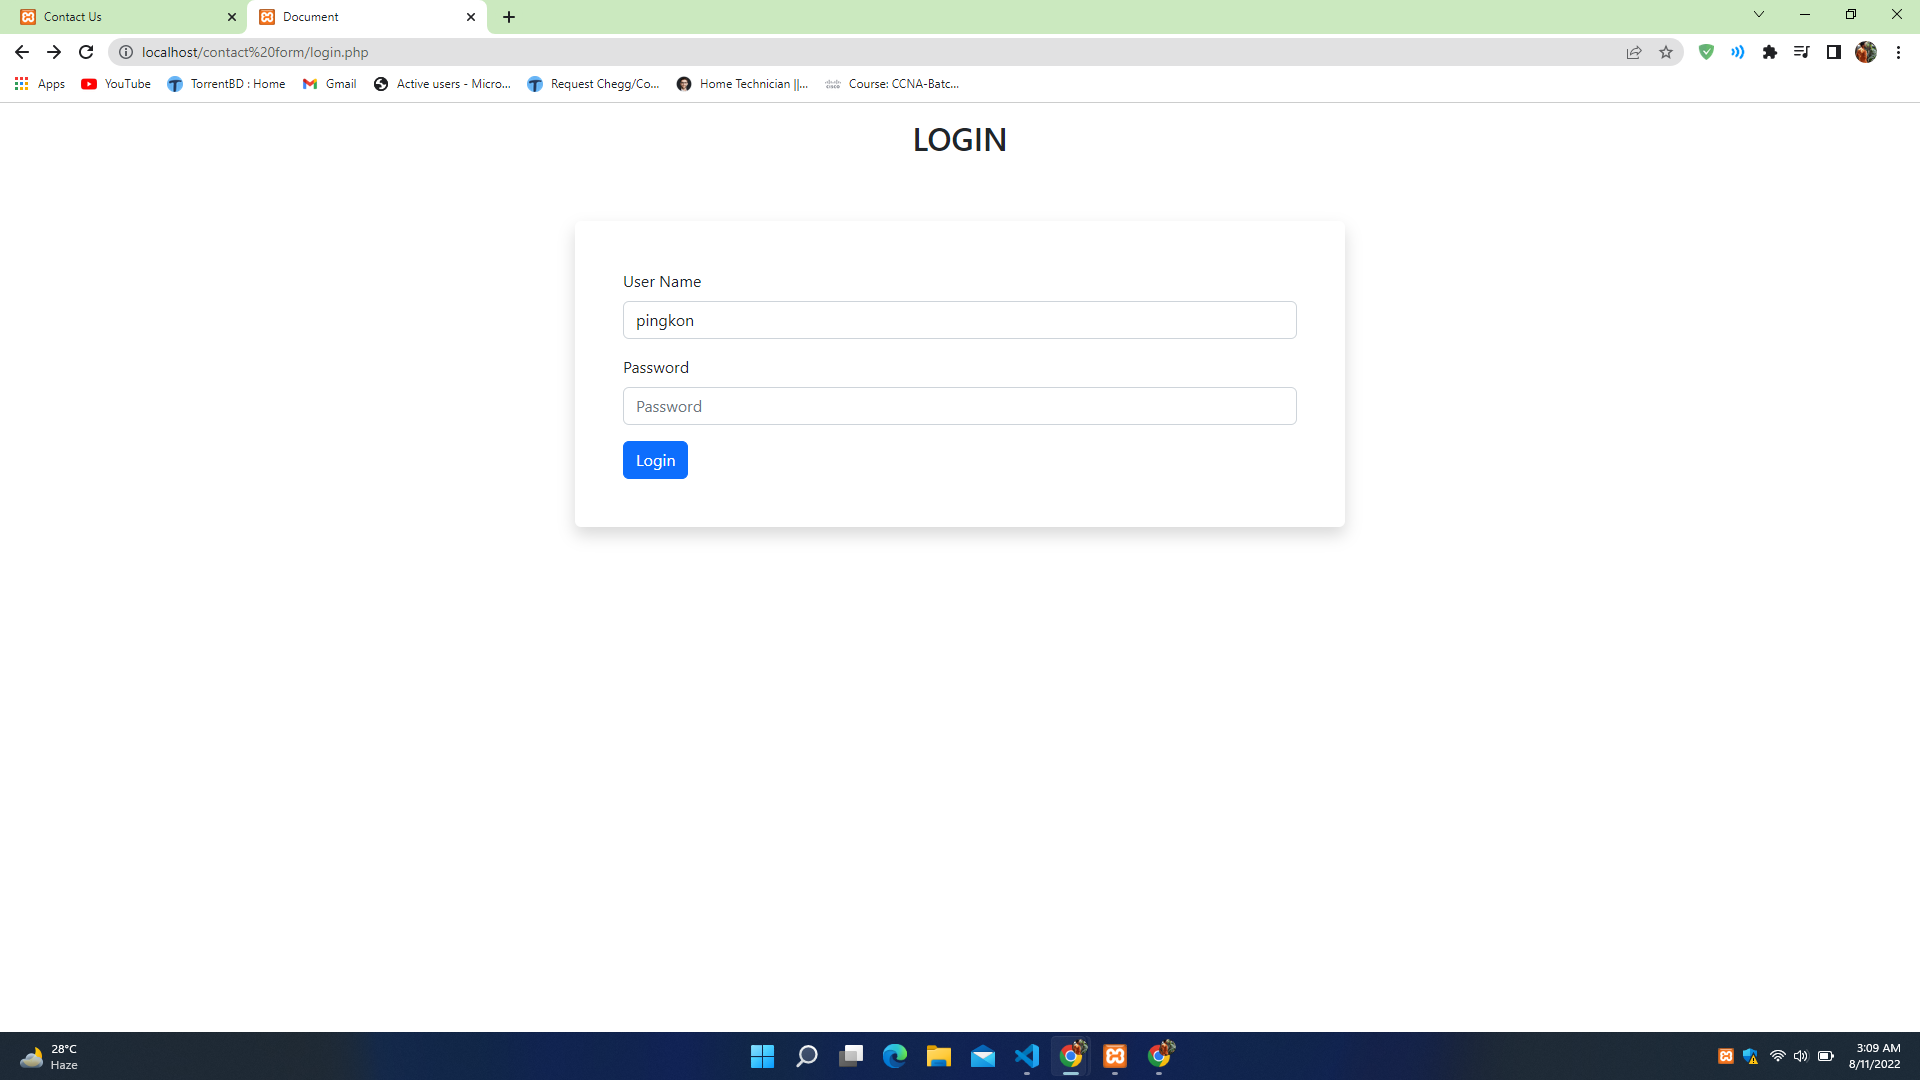 Contact Us
Document
localhost/contact%20form/login.php
Apps
YouTube
TorrentBD : Home
Gmail
Active users - Micro...
Request Chegg/Co...
Home Technician ||...
Course: CCNA-Batc...
LOGIN
User Name
pingkon
Password
Password
Login
28°C
Haze
3:09 AM
8/11/2022